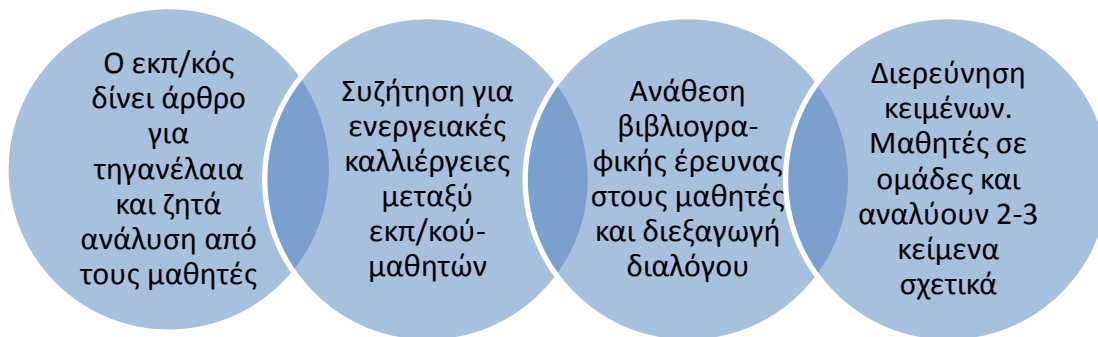 Ο εκπ/κός
δίνει άρθρο
για
τηγανέλαια
και ζητά
ανάλυση από
τους μαθητές
Συζήτηση για
ενεργειακές
καλλιέργειες
μεταξύ
εκπ/κού-
μαθητών
Ανάθεση
βιβλιογρα-
φικής έρευνας
στους μαθητές
και διεξαγωγή
διαλόγου
Διερεύνηση
κειμένων.
Μαθητές σε
ομάδες και
αναλύουν 2-3
κείμενα
σχετικά